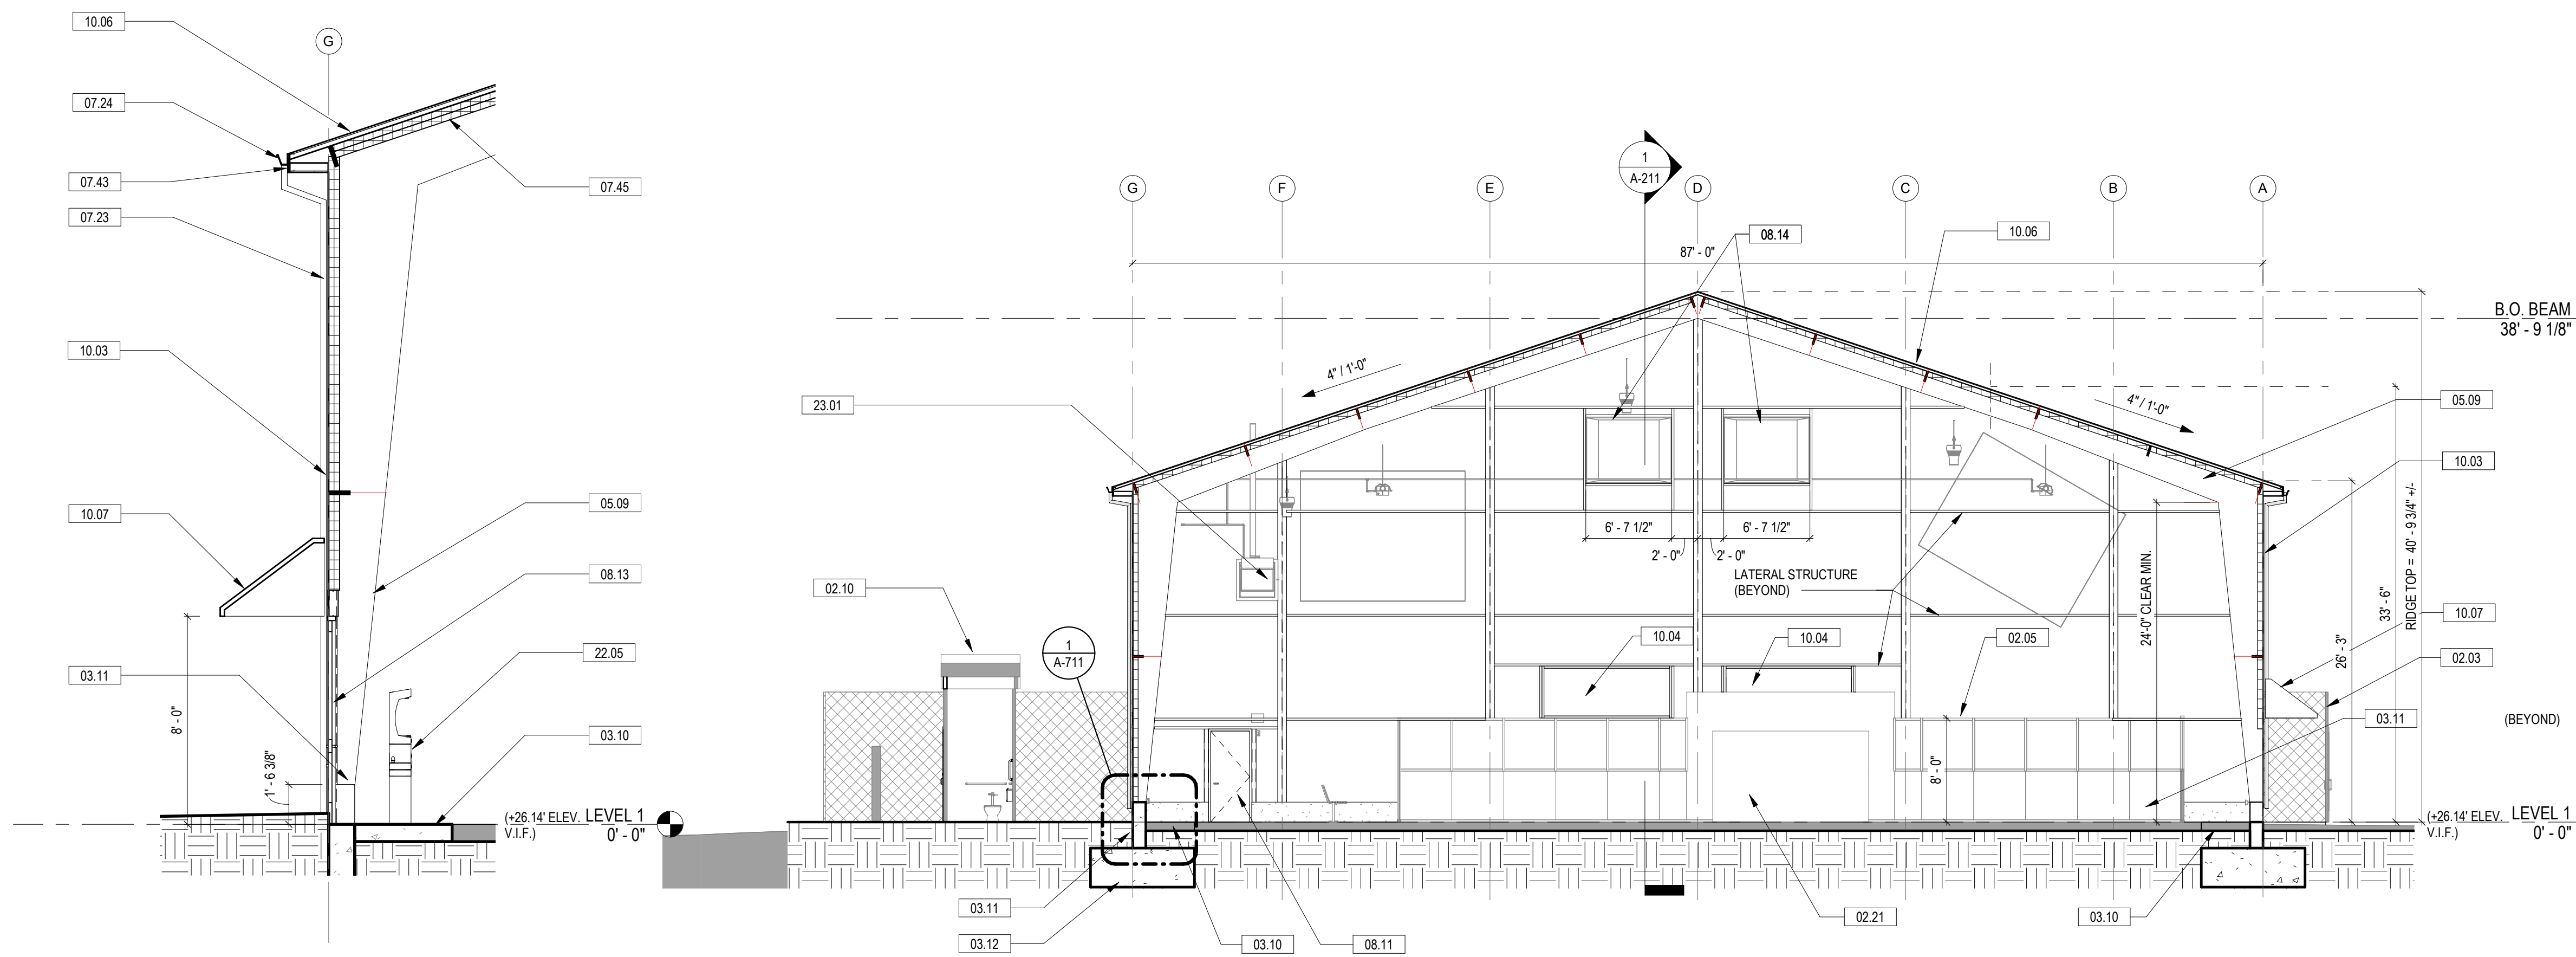 10.06
G
07.24
07.43
07.23
07.45
10.03
10.07
05.09
08.13
22.05
03.11
03.10
8' - 0"
1' - 6 3/8"
(+26.14' ELEV.
V.I.F.)
LEVEL 1
0' - 0"
1
A-211
G
F
E
D
C
B
A
08.14
10.06
87' - 0"
B.O. BEAM
38' - 9 1/8"
4" / 1'-0"
4" / 1'-0"
23.01
05.09
10.03
6' - 7 1/2"
6' - 7 1/2"
2' - 0"
2' - 0"
LATERAL STRUCTURE
(BEYOND)
24'-0" CLEAR MIN.
26' - 3"
33' - 6"
RIDGE TOP = 40' - 9 3/4" +/-
02.10
1
A-711
10.04
10.04
02.05
10.07
02.03
03.11
(BEYOND)
8' - 0"
(+26.14' ELEV.
V.I.F.)
LEVEL 1
0' - 0"
03.11
03.12
03.10
08.11
02.21
03.10